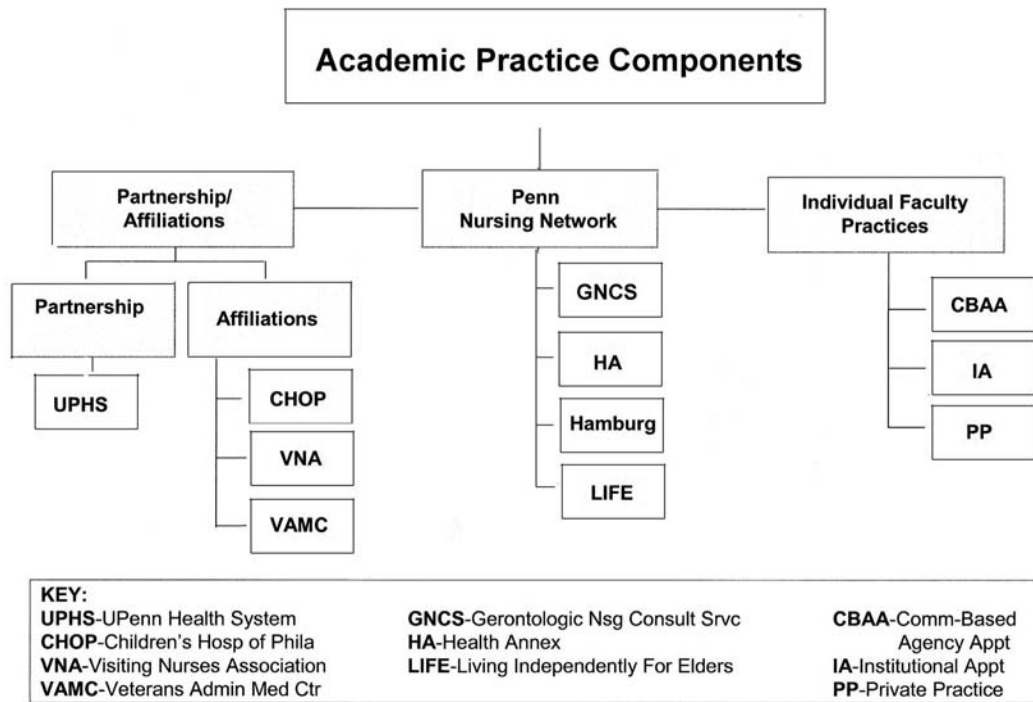 Academic Practice Components
Partnership/
Affiliations
Penn
Nursing Network
Individual Faculty
Practices
Partnership
Affiliations
UPHS
CHOP
VNA
VAMC
GNCS
HA
Hamburg
LIFE
CBAA
IA
PP
KEY:
UPHS-UPenn Health System
CHOP-Children's Hosp of Phila
VNA-Visiting Nurses Association
VAMC-Veterans Admin Med Ctr
GNCS-Gerontologic Nsg Consult Srvc
HA-Health Annex
LIFE-Living Independently For Elders
CBAA-Comm-Based
Agency Appt
IA-Institutional Appt
PP-Private Practice